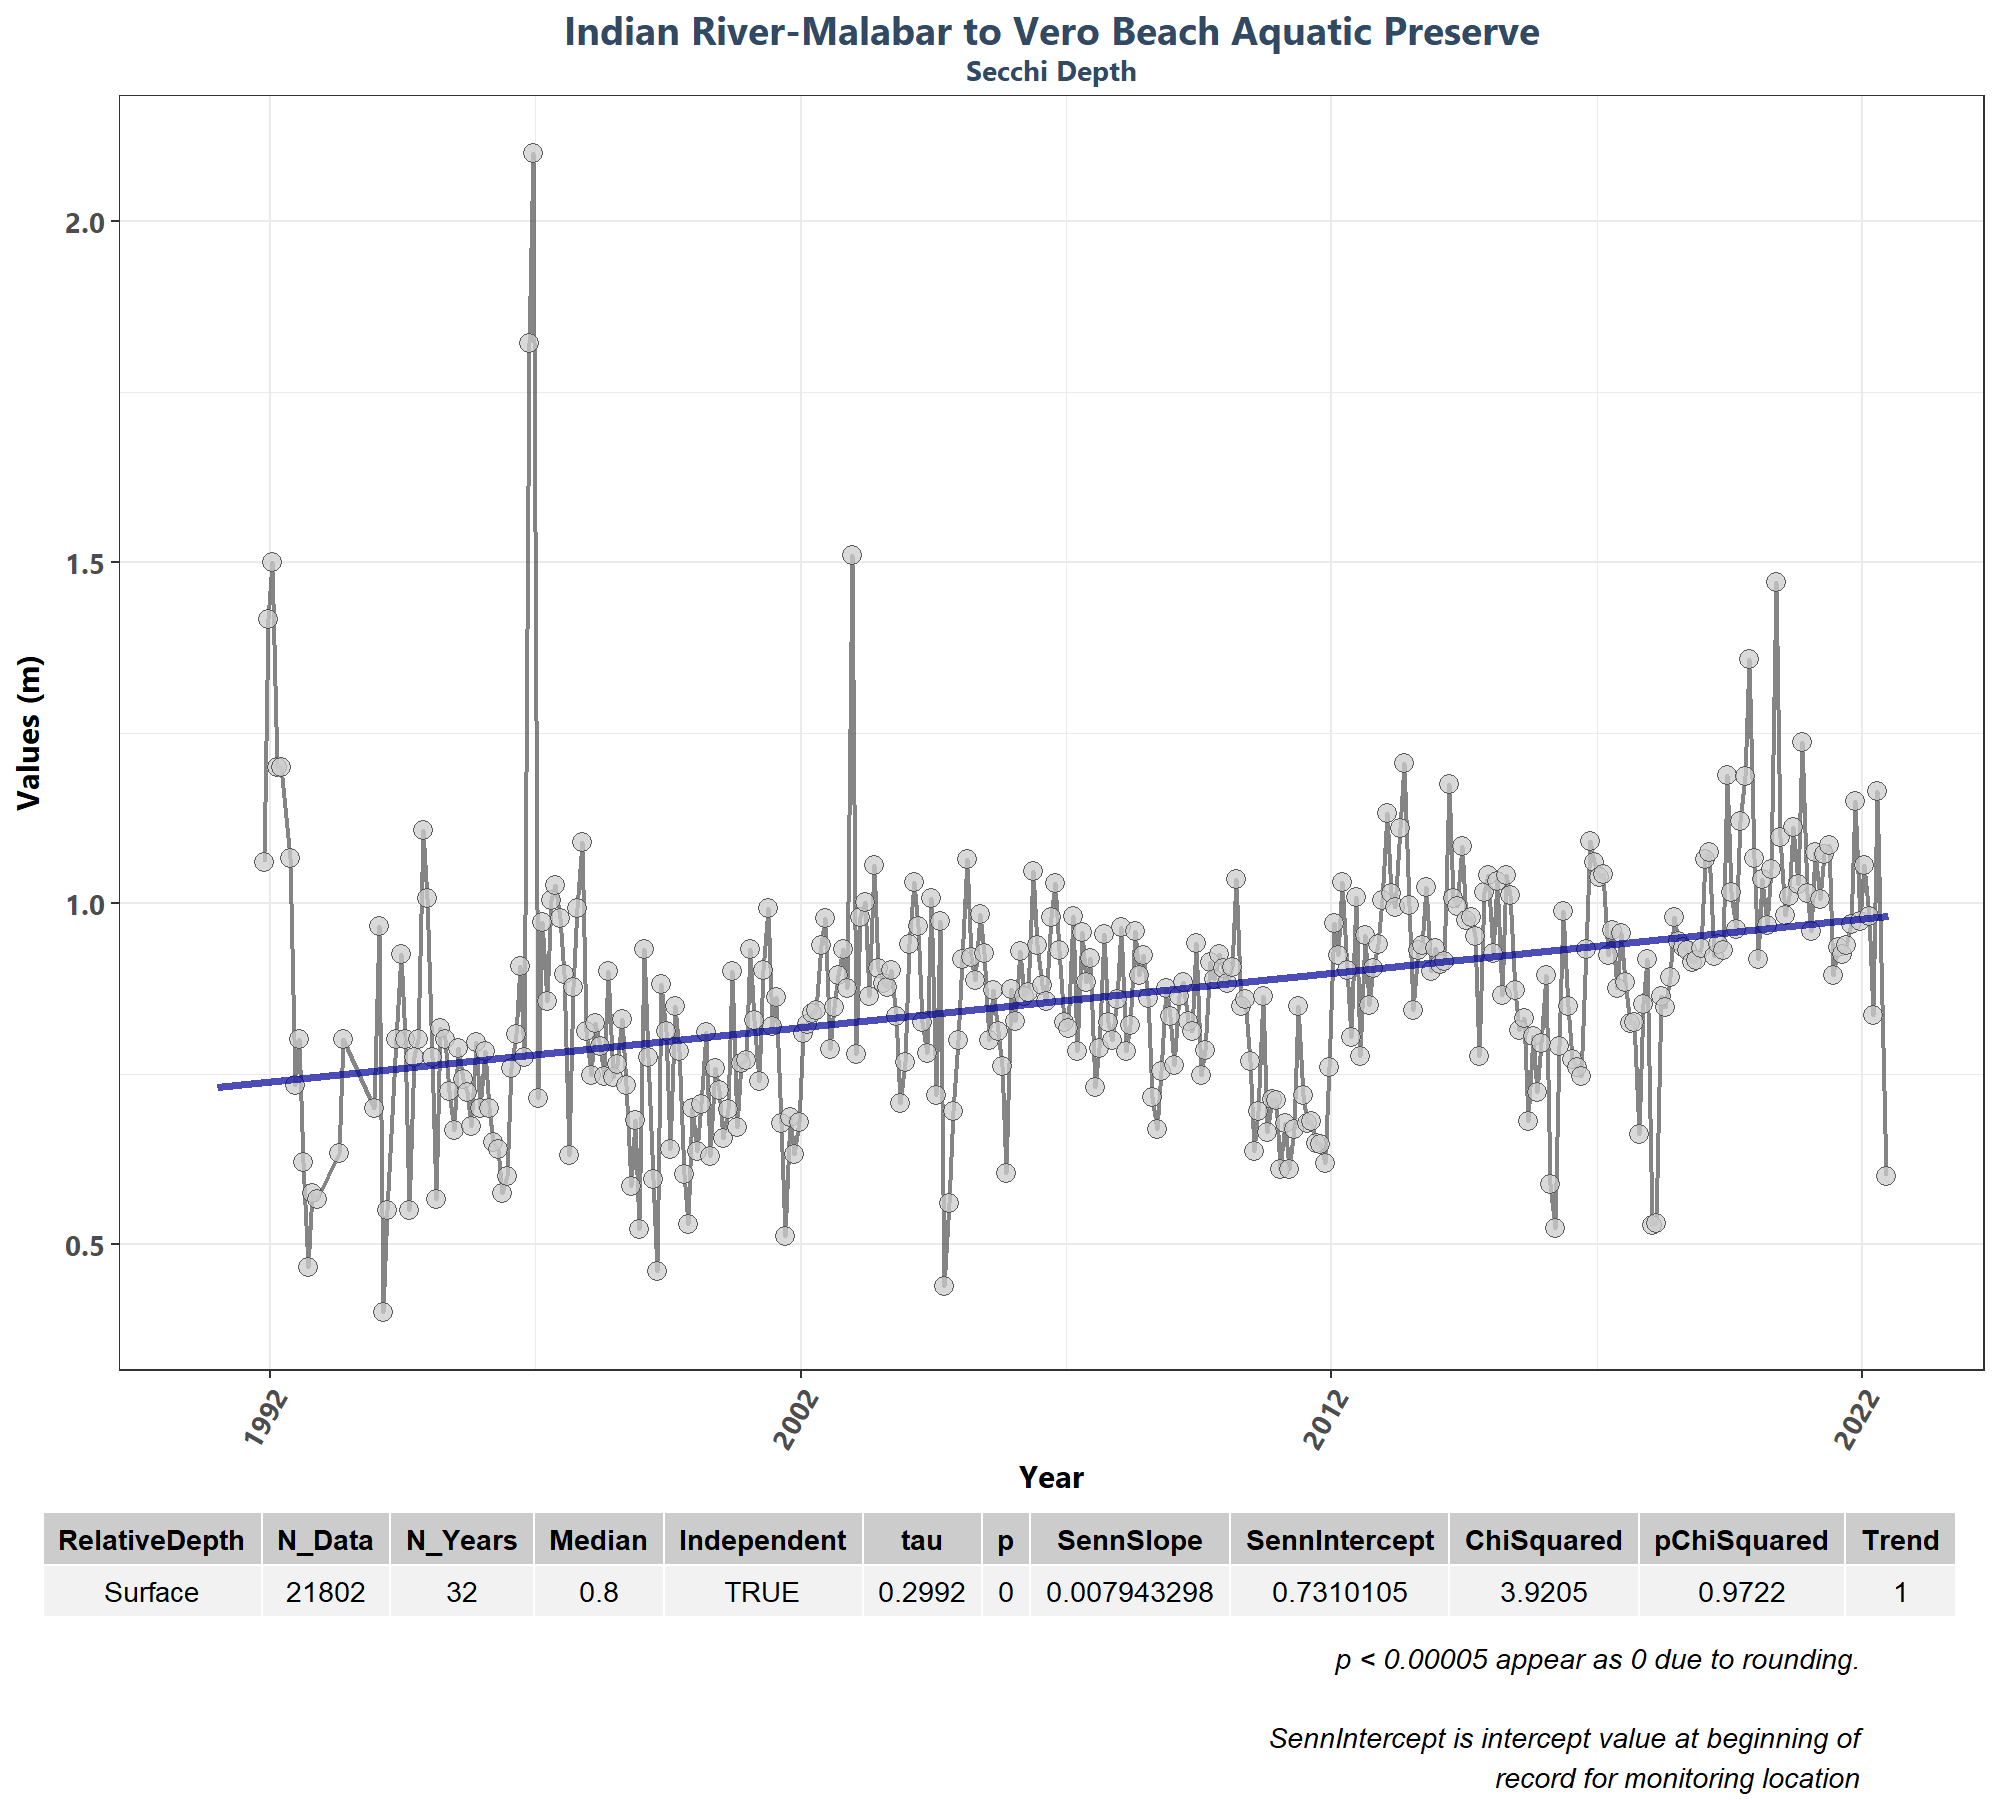 Indian River-Malabar to Vero Beach Aquatic Preserve
Secchi Depth
Values (m)
2.0
1.5
1.0
0.5
1992 2002 2012 2022
Year
RelativeDepth N_Data N_Years Median Independent tau p SennSlope SennIntercept ChiSquared pChiSquared Trend
Surface 21802 32 0.8 TRUE 0.2992 0 0.007943298 0.7310105 3.9205 0.9722 1
p < 0.00005 appear as 0 due to rounding.
SennIntercept is intercept value at beginning of
record for monitoring location